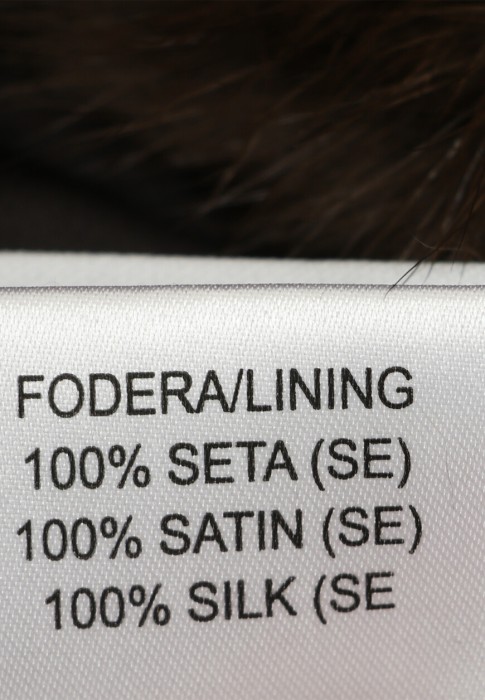 FODERA/LINING
100% SETA (SE)
100% SATIN (SE)
100% SILK (SE